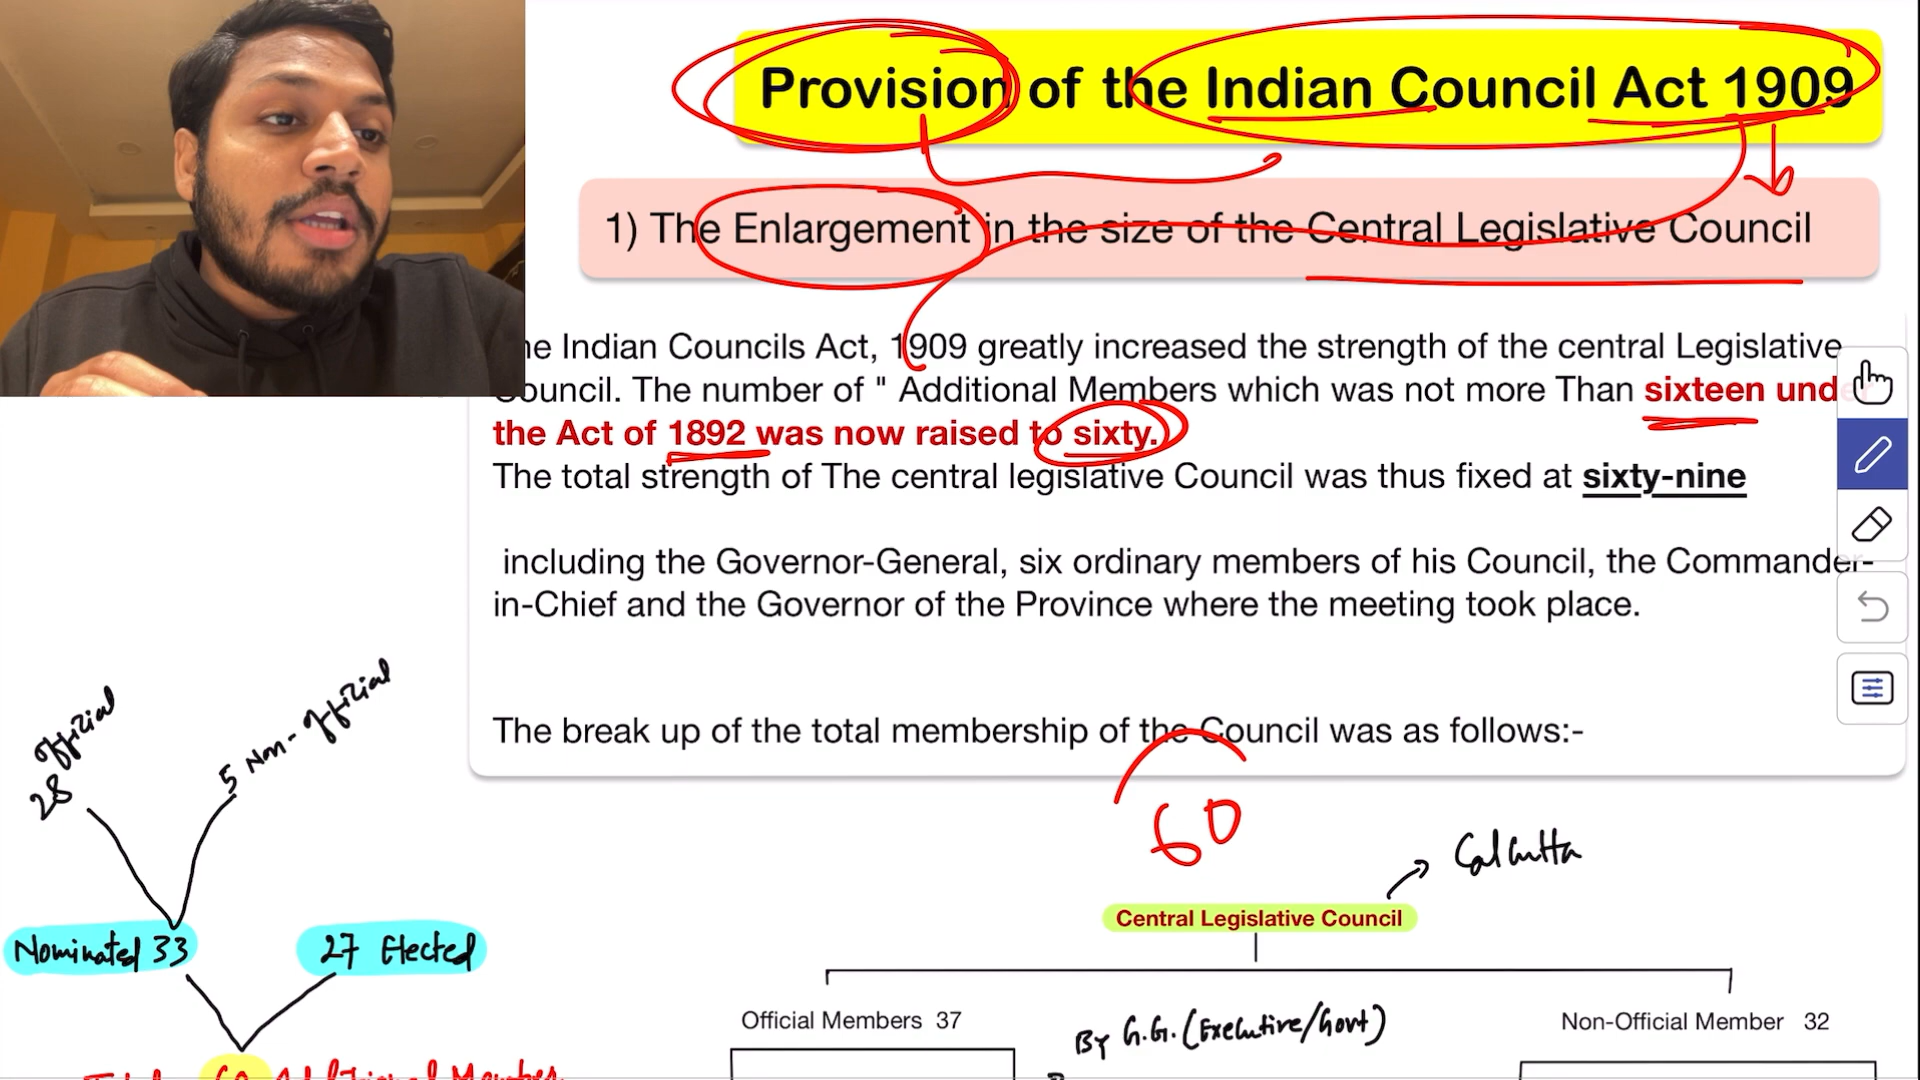 Provision of the Indian Council Act 1909
1) The Enlargement in the size of the Central Legislative Council
he Indian Councils Act, 1909 greatly increased the strength of the central Legislative
ouncil. The number of " Additional Members which was not more Than sixteen under
the Act of 1892 was now raised to sixty.
The total strength of The central legislative Council was thus fixed at sixty-nine
including the Governor-General, six ordinary members of his Council, the Commander-
in-Chief and the Governor of the Province where the meeting took place.
The break up of the total membership of the Council was as follows:-
60
Calcutta
Central Legislative Council
Official Members 37
By G.G. (Executive/Govt)
Non-Official Member 32
official
28
5 Non-official
Nominated 33
27 Elected
Total 60 Additional Member